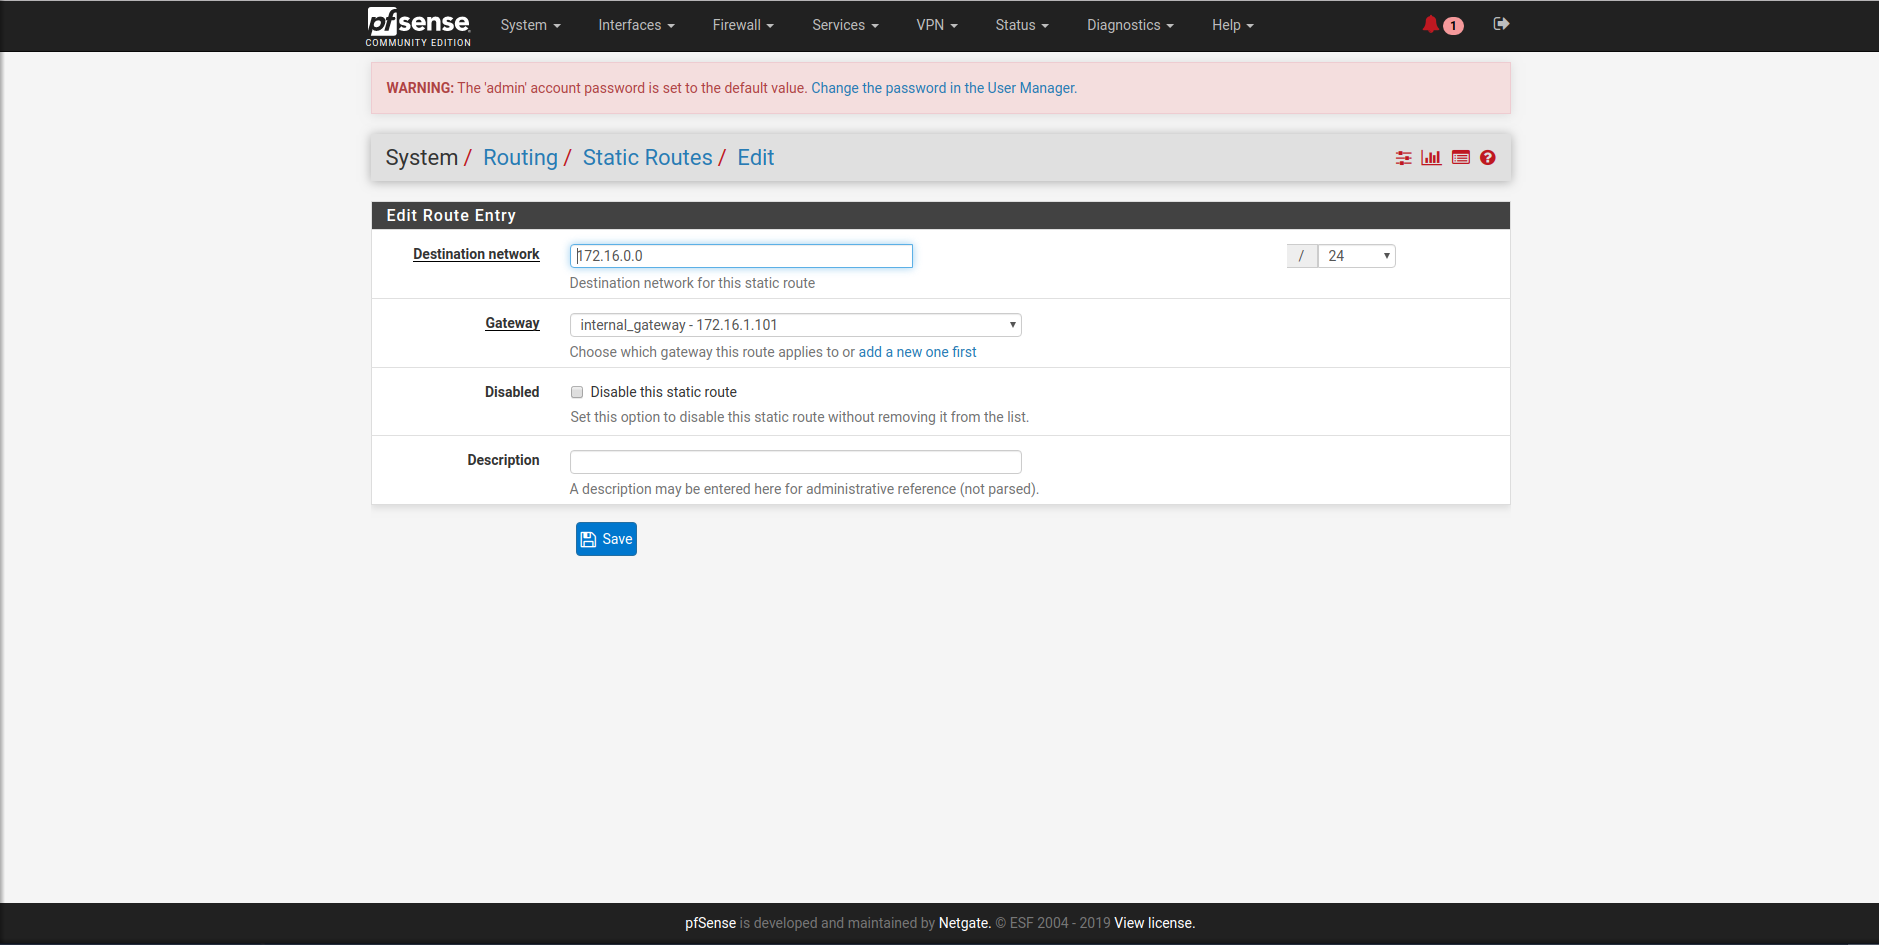 pfsense System Interfaces Firewall Services VPN Status Diagnostics Help 1
COMMUNITY EDITION
WARNING: The 'admin' account password is set to the default value. Change the password in the User Manager.
System / Routing / Static Routes / Edit
Edit Route Entry
Destination network 172.16.0.0 / 24
Destination network for this static route
Gateway internal_gateway - 172.16.1.101
Choose which gateway this route applies to or add a new one first
Disabled Disable this static route
Set this option to disable this static route without removing it from the list.
Description
A description may be entered here for administrative reference (not parsed).
Save
pfSense is developed and maintained by Netgate. © ESF 2004 - 2019 View license.